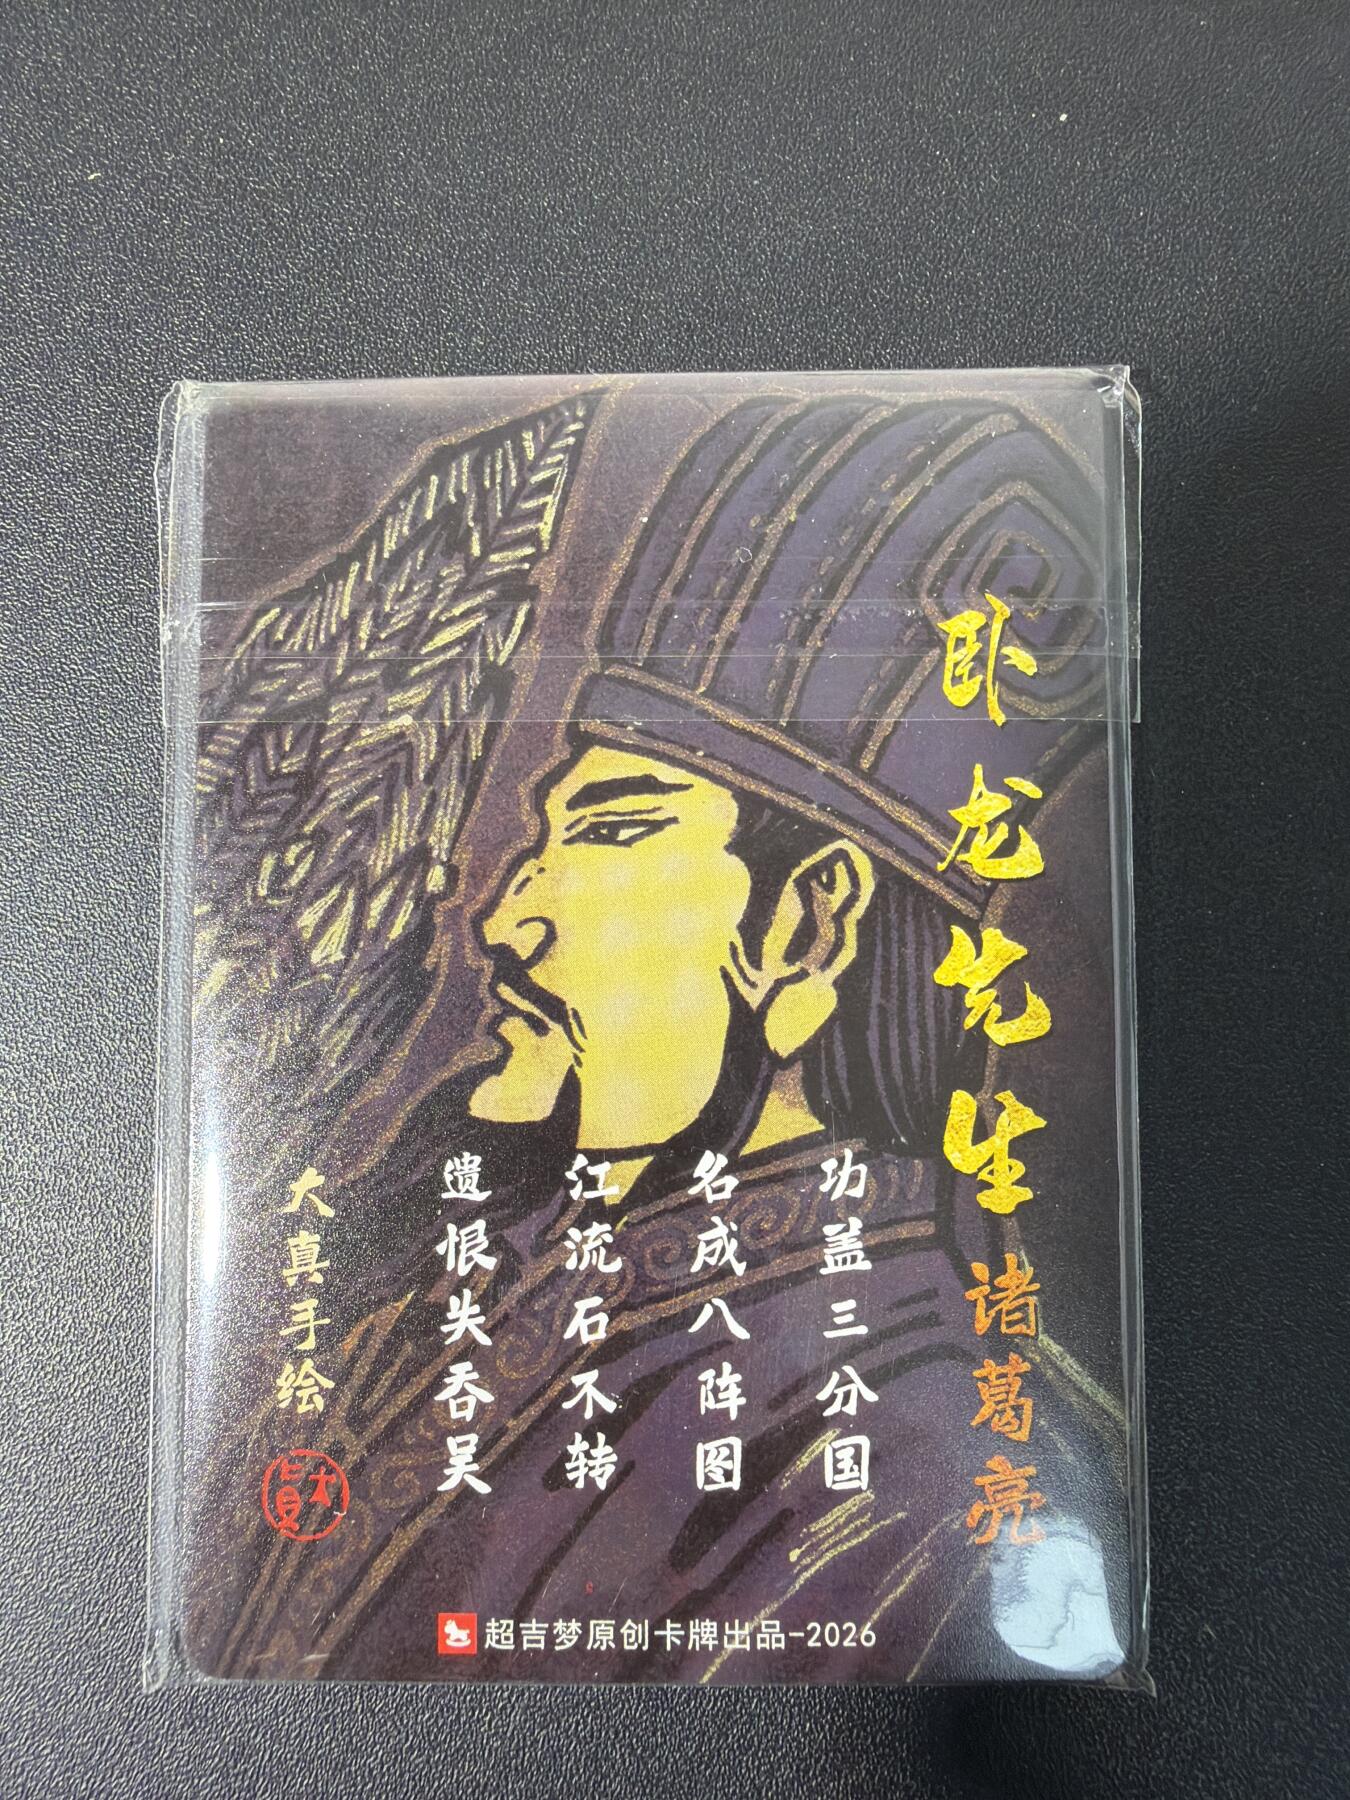 卧龙先生 诸葛亮
功盖三分国
名成八阵图
江流石不转
遗恨失吞吴
大真手绘
超吉梦原创卡牌出品-2026